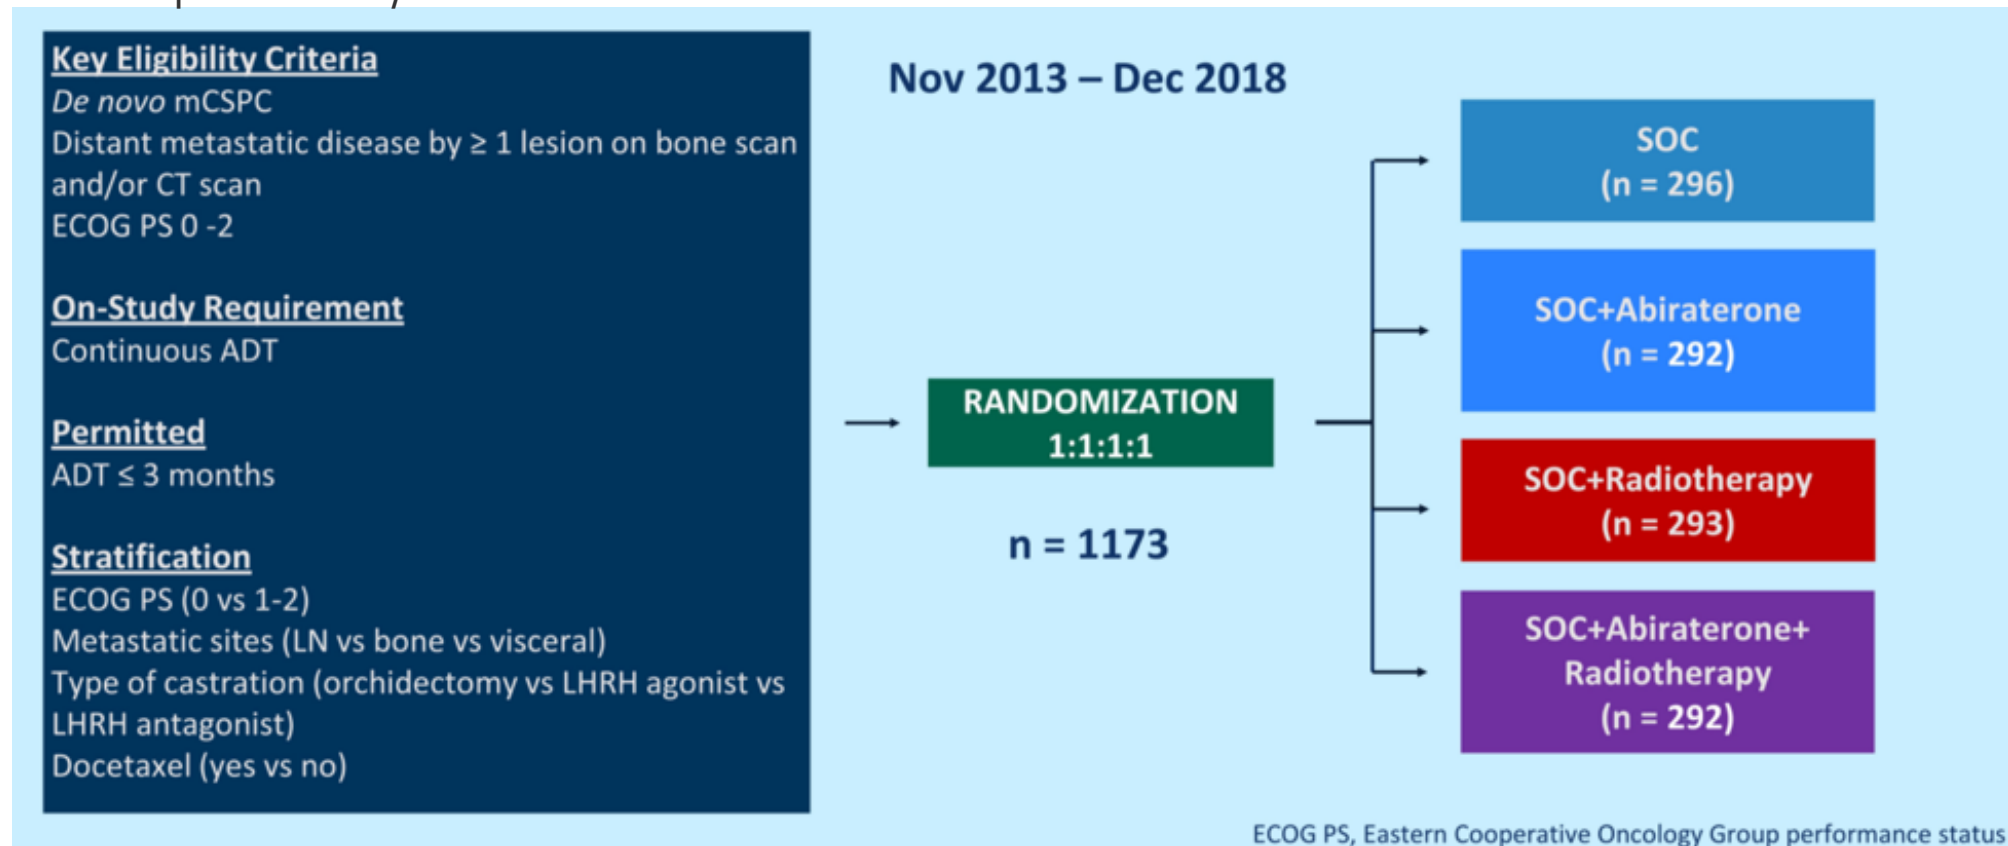 Key Eligibility Criteria
De novo mCSPC
Distant metastatic disease by ≥ 1 lesion on bone scan
and/or CT scan
ECOG PS 0 -2
On-Study Requirement
Continuous ADT
Permitted
ADT ≤ 3 months
Stratification
ECOG PS (0 vs 1-2)
Metastatic sites (LN vs bone vs visceral)
Type of castration (orchidectomy vs LHRH agonist vs
LHRH antagonist)
Docetaxel (yes vs no)
Nov 2013 – Dec 2018
RANDOMIZATION
1:1:1:1
n = 1173
SOC
(n = 296)
SOC+Abiraterone
(n = 292)
SOC+Radiotherapy
(n = 293)
SOC+Abiraterone+
Radiotherapy
(n = 292)
ECOG PS, Eastern Cooperative Oncology Group performance status